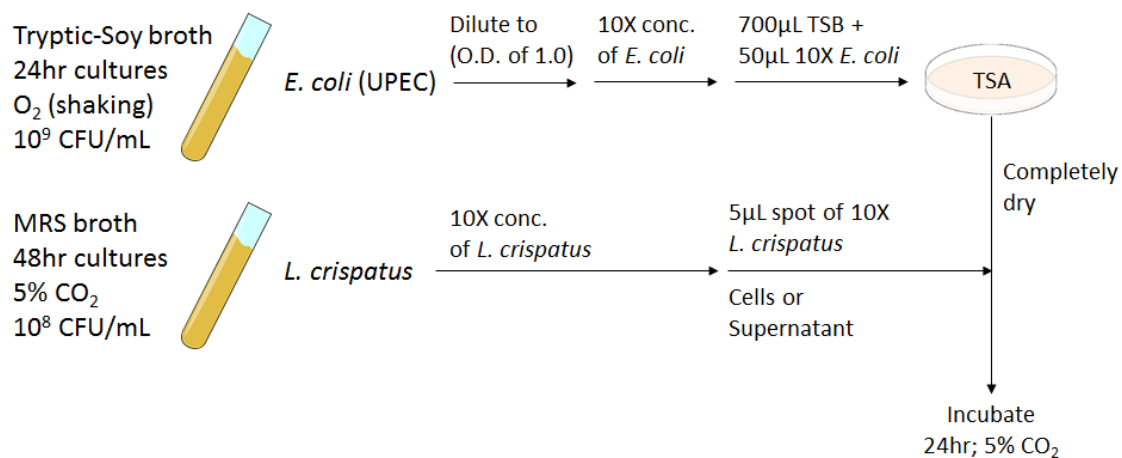 Tryptic-Soy broth
24hr cultures
O₂ (shaking)
10⁹ CFU/mL
E. coli (UPEC)
Dilute to
(O.D. of 1.0)
10X conc.
of E. coli
700µL TSB +
50µL 10X E. coli
TSA
Completely
dry
MRS broth
48hr cultures
5% CO₂
10⁸ CFU/mL
L. crispatus
10X conc.
of L. crispatus
5µL spot of 10X
L. crispatus
Cells or
Supernatant
Incubate
24hr; 5% CO₂